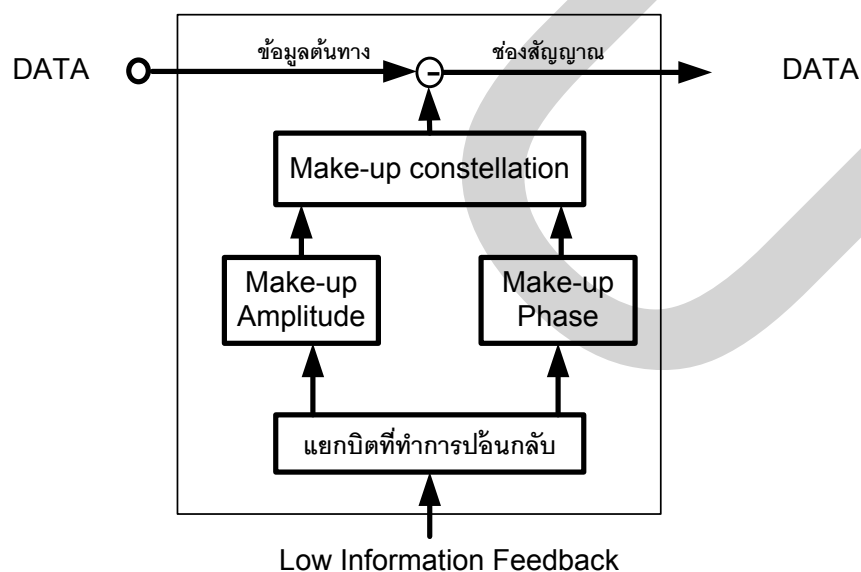 DATA
ข้อมูลต้นทาง
-
ช่องสัญญาณ
DATA
Make-up constellation
Make-up
Amplitude
Make-up
Phase
แยกบิตที่ทำการป้อนกลับ
Low Information Feedback